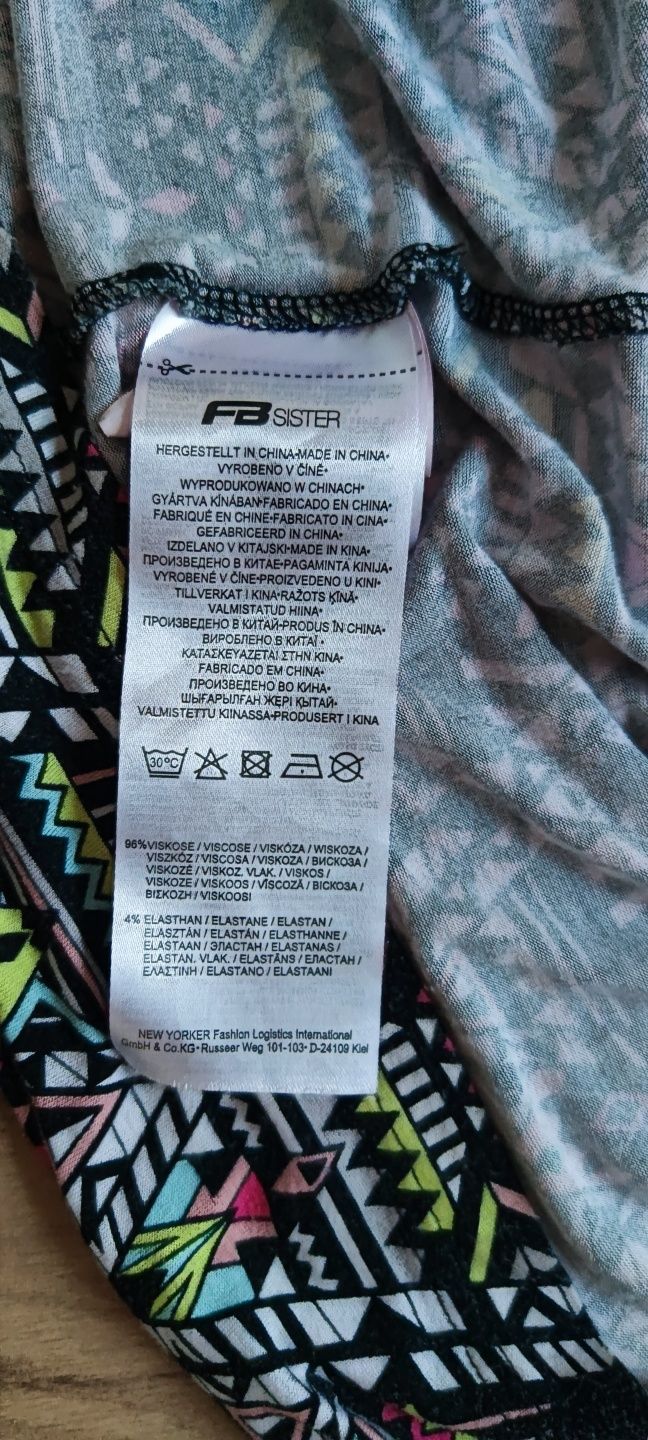 FB SISTER
HERGESTELLT IN CHINA•MADE IN CHINA•
VYROBENO V ČÍNĚ•
WYPRODUKOWANO W CHINACH•
GYÁRTVA KÍNÁBAN•FABRICADO EN CHINA•
FABRIQUÉ EN CHINE•FABRICATO IN CINA•
GEFABRICEERD IN CHINA•
IZDELANO V KITAJSKI•MADE IN KINA•
ПРОИЗВЕДЕНО В КИТАЕ•PAGAMINTA KINIJA•
VYROBENÉ V ČÍNE•PROIZVEDENO U KINI•
TILLVERKAT I KINA•RAŽOTS ĶĪNĀ•
VALMISTATUD HIINA•
ПРОИЗВЕДЕНО В КИТАЙ•PRODUS ÎN CHINA•
ВИРОБЛЕНО В КИТАЇ•
ΚΑΤΑΣΚΕΥΑΖΕΤΑΙ ΣΤΗΝ ΚΙΝΑ•
FABRICADO EM CHINA•
ПРОИЗВЕДЕНО ВО КИНА•
ШЫҒАРЫЛҒАН ЖЕРІ ҚЫТАЙ•
VALMISTETTU KIINASSA•PRODUSERT I KINA
30°C
96%VISKOSE / VISCOSE / VISKÓZA / WISKOZA /
VISZKÓZ / VISCOSA / VISKOZA / ВИСКОЗА /
VISKOZĖ / VISKOZ. VLAK. / VISKOS /
VISKOZE / VISKOOS / VÎSCOZĂ / ВІСКОЗА /
ΒΙΣΚΟΖΗ / VISKOOSI
4% ELASTHAN / ELASTANE / ELASTAN /
ELASZTÁN / ELASTÁN / ELASTHANNE /
ELASTAAN / ЭЛАСТАН / ELASTANAS /
ELASTAN. VLAK. / ELASTĀNS / ЕЛАСТАН /
ΕΛΑΣΤΙΝΗ / ELASTANO / ELASTAANI
NEW YORKER Fashion Logistics International
GmbH & Co.KG • Russeer Weg 101-103 • D-24109 Kiel